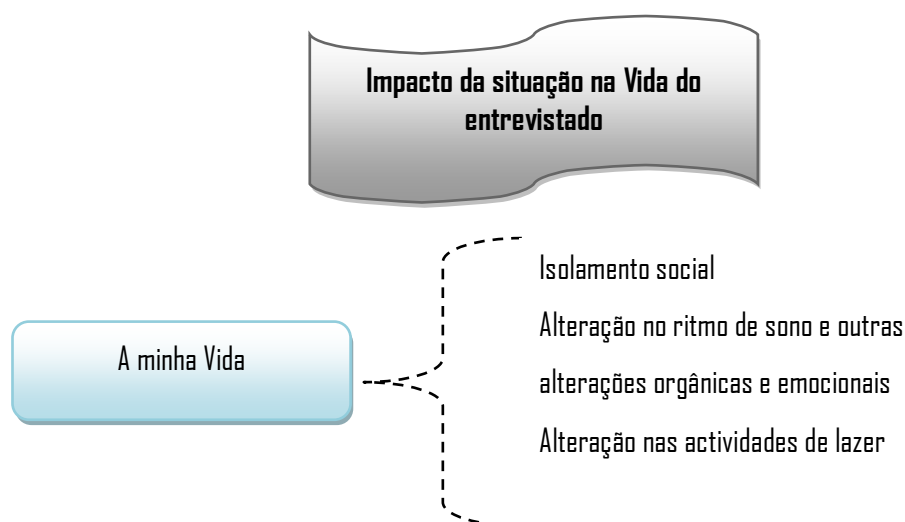 Impacto da situação na Vida do
entrevistado
Isolamento social
Alteração no ritmo de sono e outras
A minha Vida
alterações orgânicas e emocionais
Alteração nas actividades de lazer